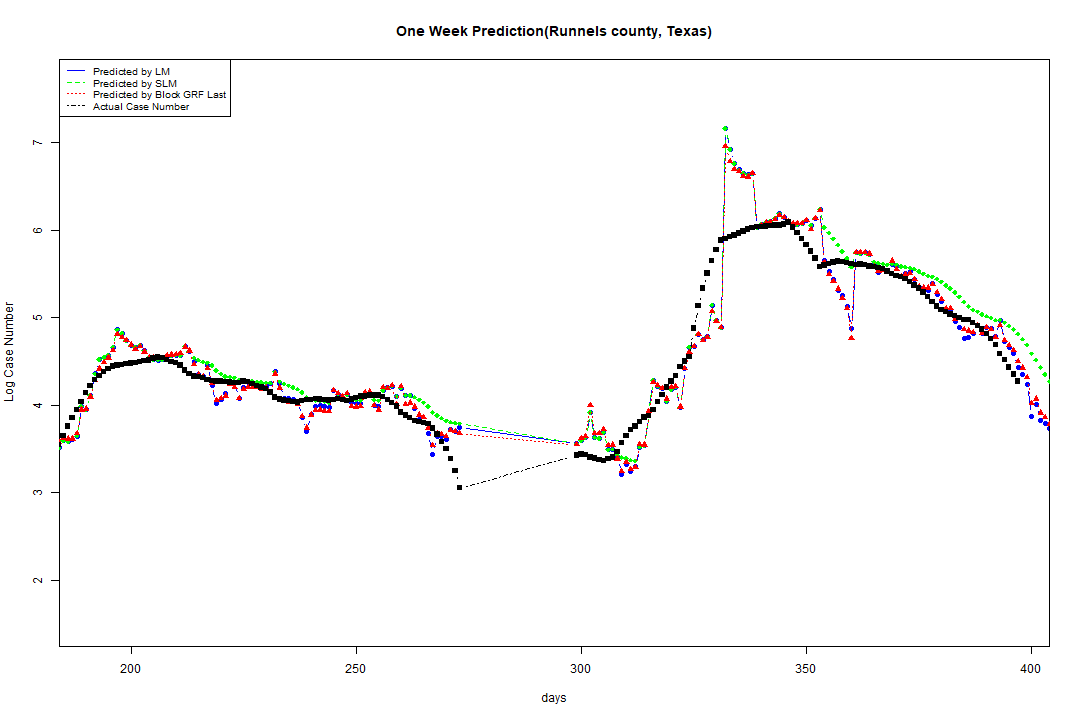 One Week Prediction(Runnels county, Texas)
Predicted by LM
Predicted by SLM
Predicted by Block GRF Last
Actual Case Number
Log Case Number
7
6
5
4
3
2
200 250 300 350 400
days